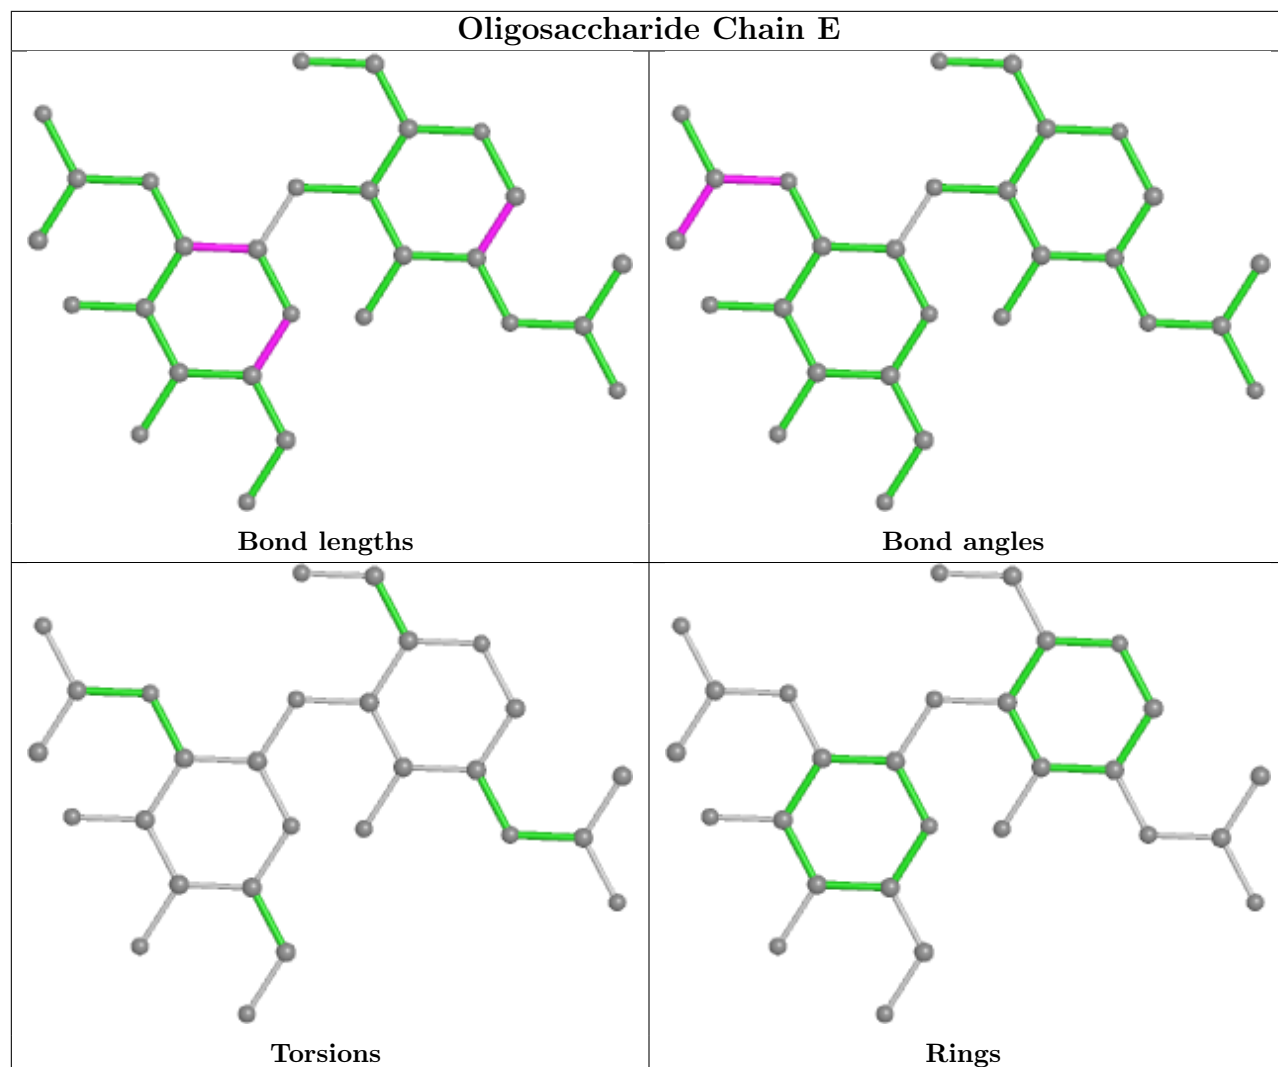 Oligosaccharide Chain E
Bond lengths
Bond angles
Torsions
Rings